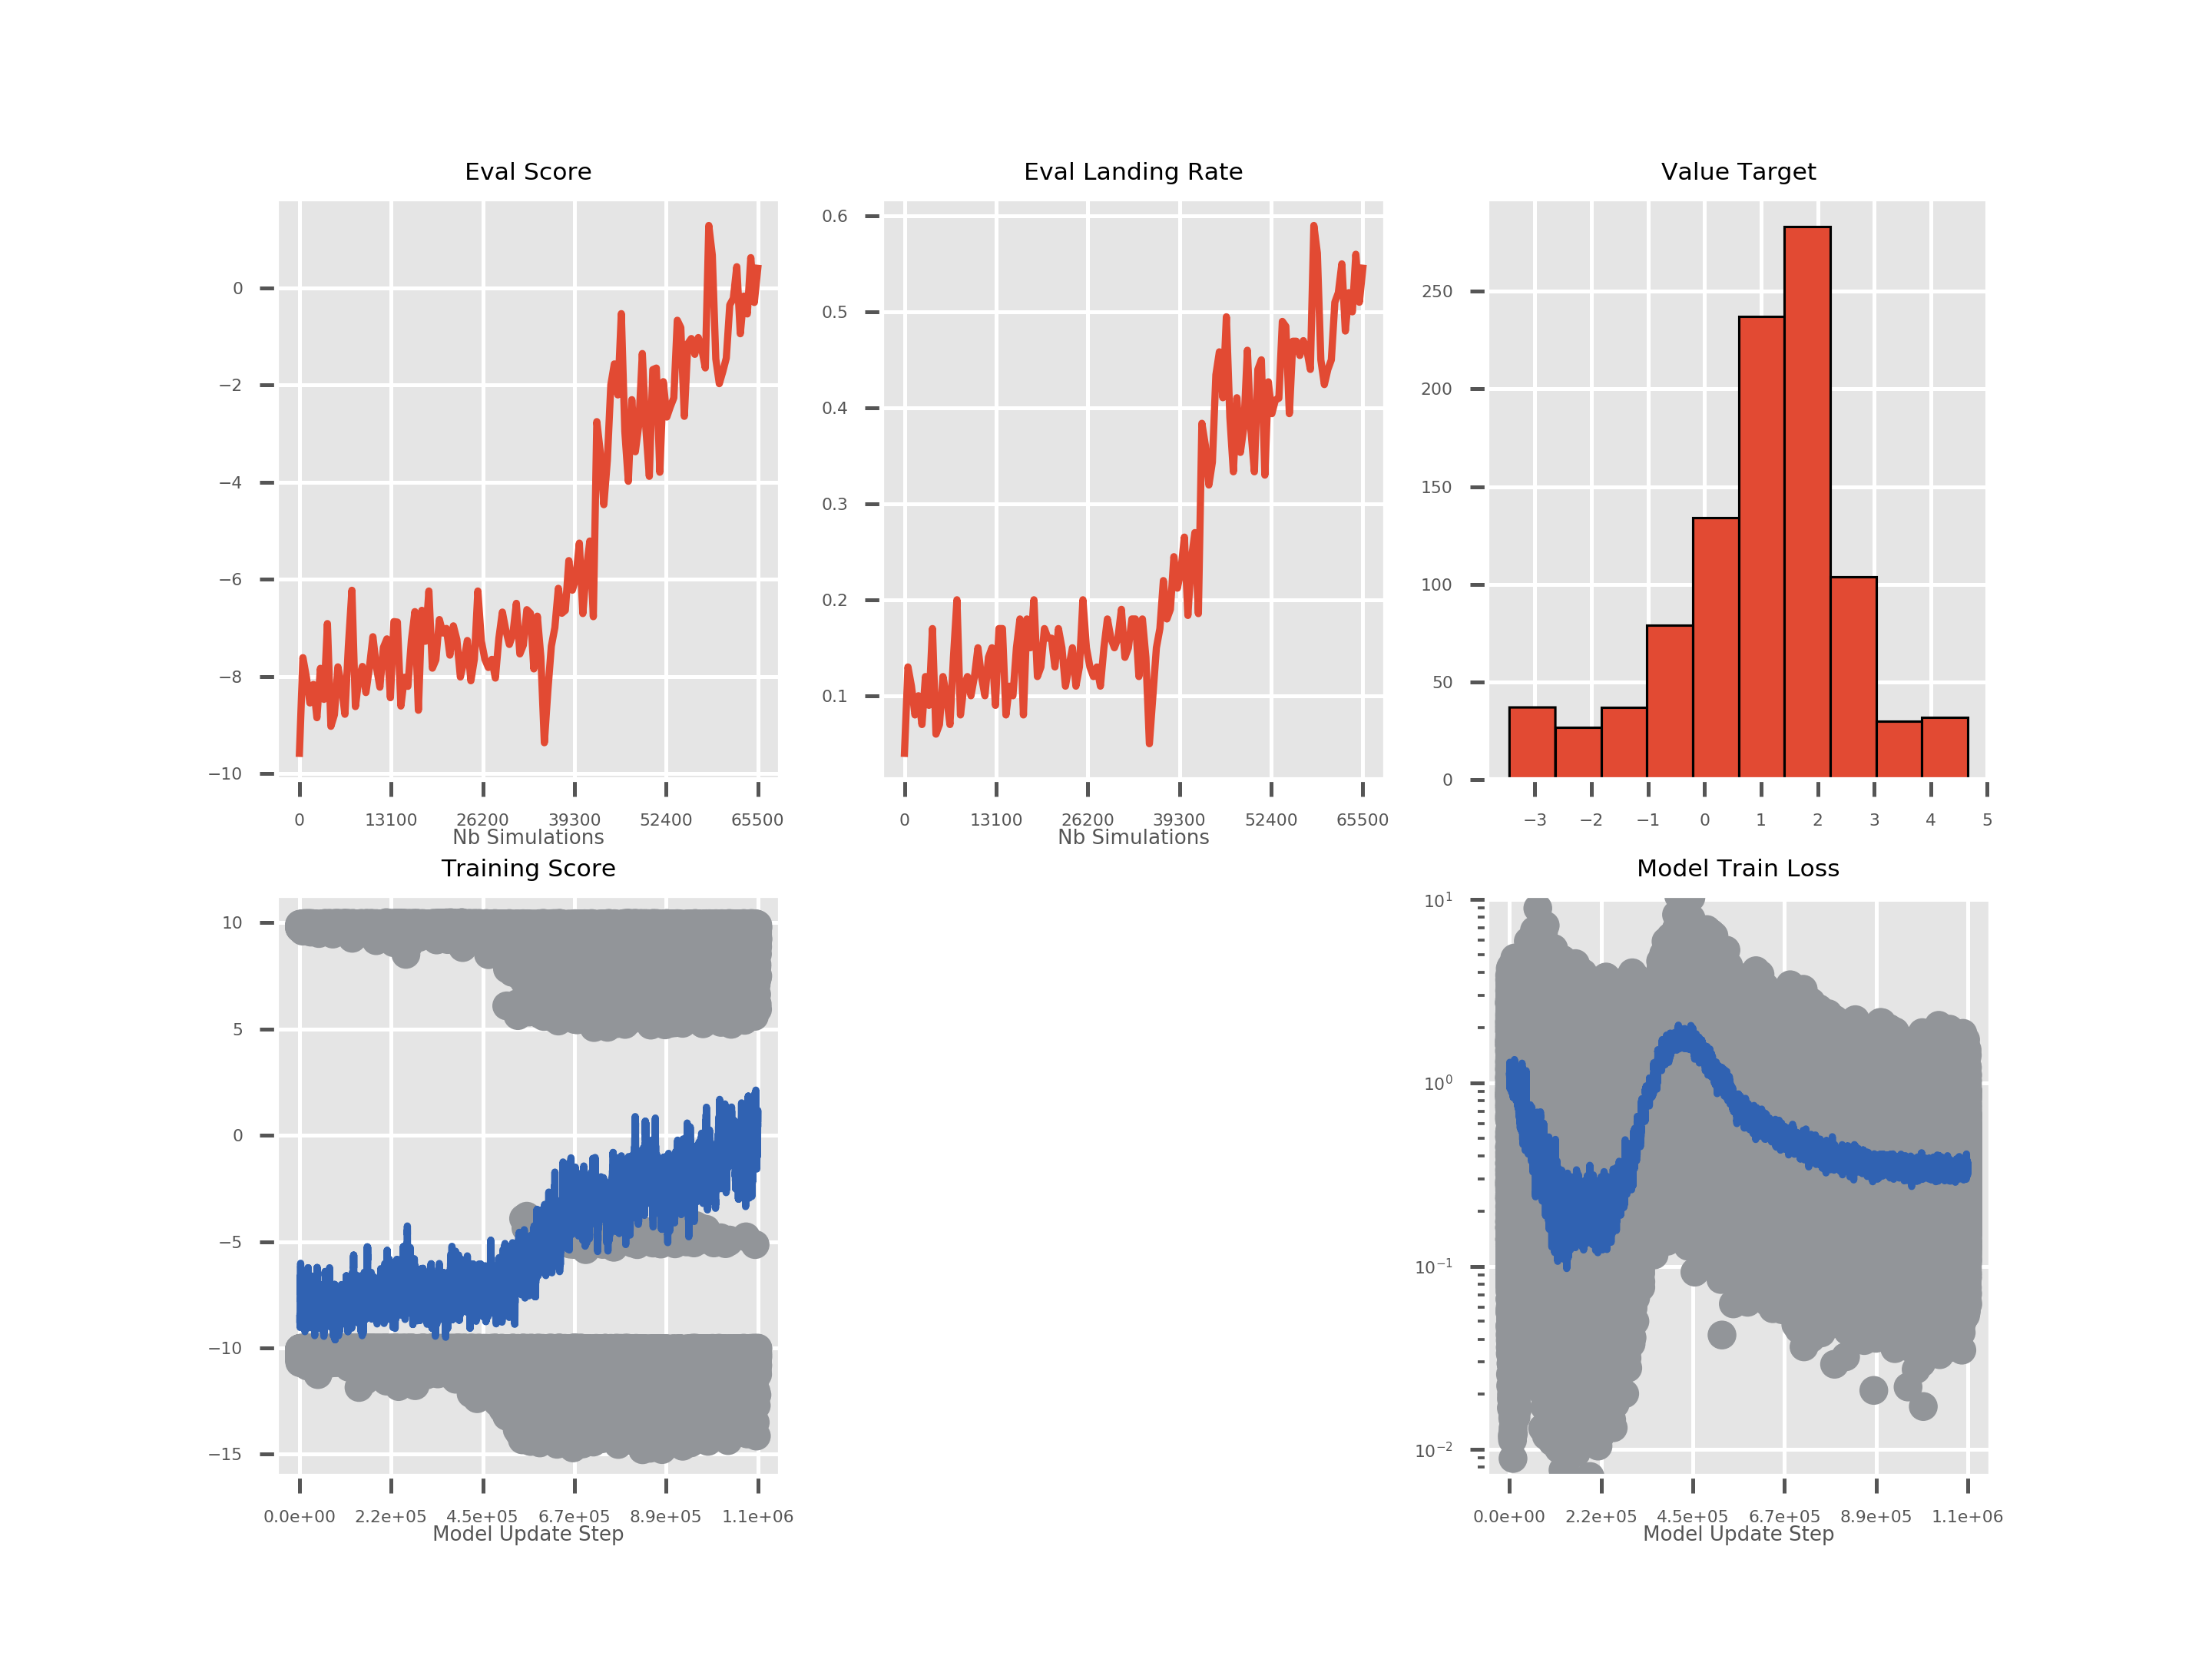 Eval Score
0
−2
−4
−6
−8
−10
0 13100 26200 39300 52400 65500
Nb Simulations
Eval Landing Rate
0.6
0.5
0.4
0.3
0.2
0.1
0 13100 26200 39300 52400 65500
Nb Simulations
Value Target
250
200
150
100
50
0
−3 −2 −1 0 1 2 3 4 5
Training Score
10
5
0
−5
−10
−15
0.0e+00 2.2e+05 4.5e+05 6.7e+05 8.9e+05 1.1e+06
Model Update Step
Model Train Loss
10¹
10⁰
10⁻¹
10⁻²
0.0e+00 2.2e+05 4.5e+05 6.7e+05 8.9e+05 1.1e+06
Model Update Step